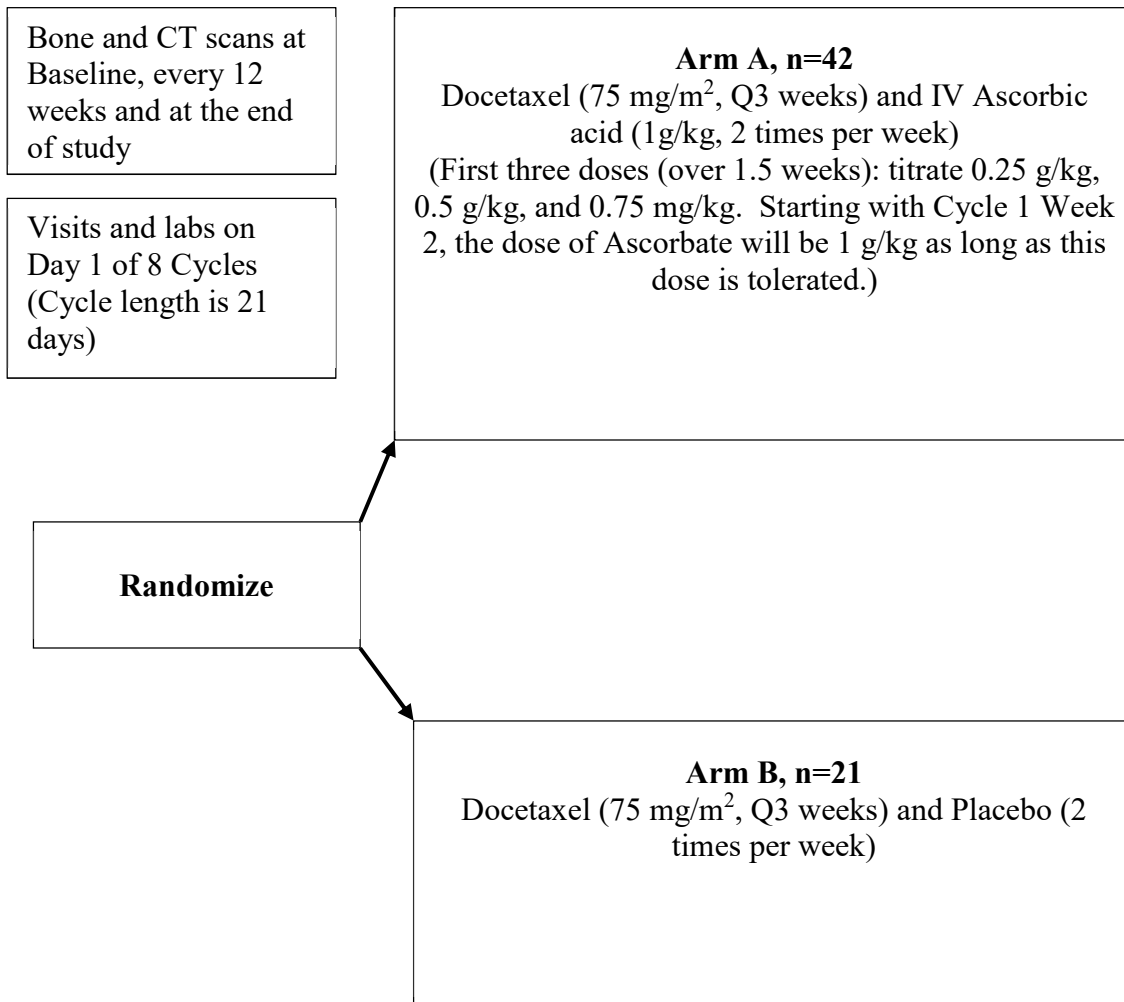 Bone and CT scans at
Baseline, every 12
weeks and at the end
of study
Visits and labs on
Day 1 of 8 Cycles
(Cycle length is 21
days)
Arm A, n=42
Docetaxel (75 mg/m², Q3 weeks) and IV Ascorbic
acid (1g/kg, 2 times per week)
(First three doses (over 1.5 weeks): titrate 0.25 g/kg,
0.5 g/kg, and 0.75 mg/kg.  Starting with Cycle 1 Week
2, the dose of Ascorbate will be 1 g/kg as long as this
dose is tolerated.)
Randomize
Arm B, n=21
Docetaxel (75 mg/m², Q3 weeks) and Placebo (2
times per week)